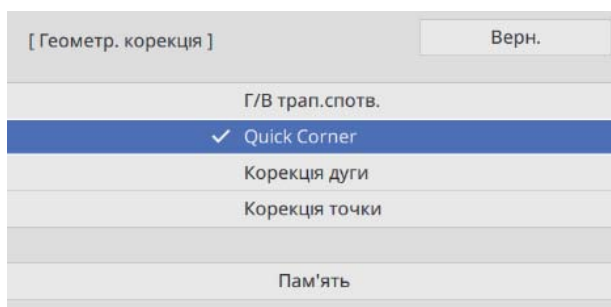 [ Геометр. корекція ]
Верн.
Г/В трап.спотв.
✓ Quick Corner
Корекція дуги
Корекція точки
Пам'ять